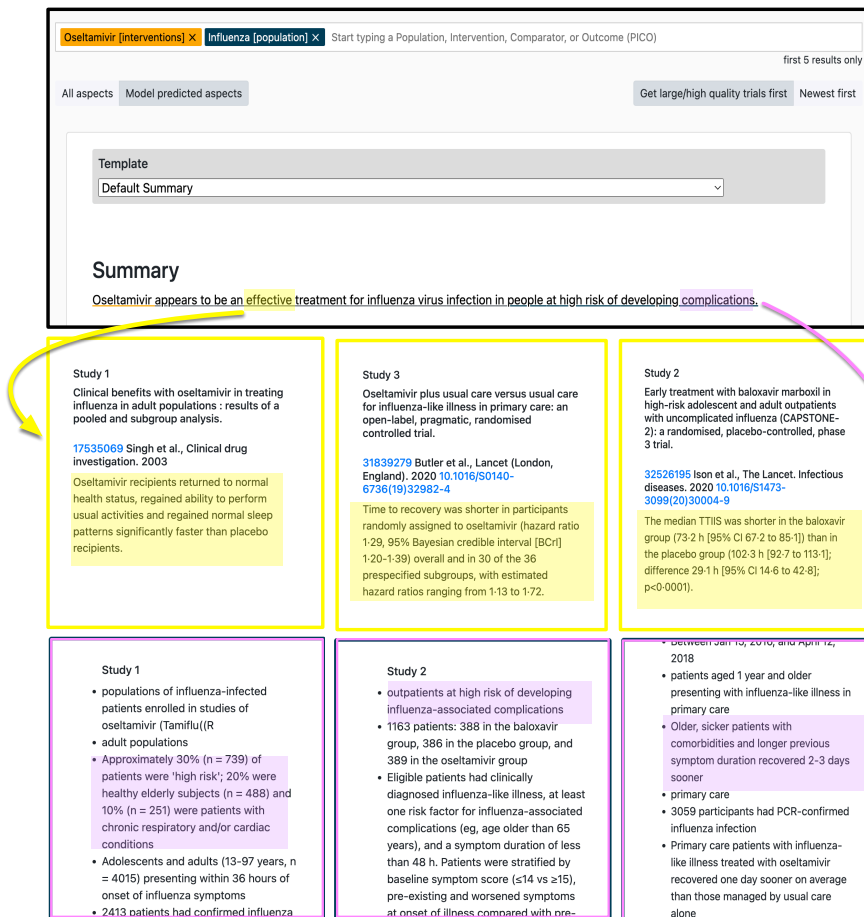 Oseltamivir [interventions] × Influenza [population] × Start typing a Population, Intervention, Comparator, or Outcome (PICO)
first 5 results only
All aspects Model predicted aspects Get large/high quality trials first Newest first
Template
Default Summary
Summary
Oseltamivir appears to be an effective treatment for influenza virus infection in people at high risk of developing complications.
Study 1
Clinical benefits with oseltamivir in treating
influenza in adult populations : results of a
pooled and subgroup analysis.
17535069 Singh et al., Clinical drug
investigation. 2003
Oseltamivir recipients returned to normal
health status, regained ability to perform
usual activities and regained normal sleep
patterns significantly faster than placebo
recipients.
Study 3
Oseltamivir plus usual care versus usual care
for influenza-like illness in primary care: an
open-label, pragmatic, randomised
controlled trial.
31839279 Butler et al., Lancet (London,
England). 2020 10.1016/S0140-
6736(19)32982-4
Time to recovery was shorter in participants
randomly assigned to oseltamivir (hazard ratio
1·29, 95% Bayesian credible interval [BCrI]
1·20-1·39) overall and in 30 of the 36
prespecified subgroups, with estimated
hazard ratios ranging from 1·13 to 1·72.
Study 2
Early treatment with baloxavir marboxil in
high-risk adolescent and adult outpatients
with uncomplicated influenza (CAPSTONE-
2): a randomised, placebo-controlled, phase
3 trial.
32526195 Ison et al., The Lancet. Infectious
diseases. 2020 10.1016/S1473-
3099(20)30004-9
The median TTIIS was shorter in the baloxavir
group (73·2 h [95% CI 67·2 to 85·1]) than in
the placebo group (102·3 h [92·7 to 113·1];
difference 29·1 h [95% CI 14·6 to 42·8];
p<0·0001).
Study 1
• populations of influenza-infected
patients enrolled in studies of
oseltamivir (Tamiflu((R
• adult populations
• Approximately 30% (n = 739) of
patients were 'high risk'; 20% were
healthy elderly subjects (n = 488) and
10% (n = 251) were patients with
chronic respiratory and/or cardiac
conditions
• Adolescents and adults (13-97 years, n
= 4015) presenting within 36 hours of
onset of influenza symptoms
• 2413 patients had confirmed influenza
Study 2
• outpatients at high risk of developing
influenza-associated complications
• 1163 patients: 388 in the baloxavir
group, 386 in the placebo group, and
389 in the oseltamivir group
• Eligible patients had clinically
diagnosed influenza-like illness, at least
one risk factor for influenza-associated
complications (eg, age older than 65
years), and a symptom duration of less
than 48 h. Patients were stratified by
baseline symptom score (≤14 vs ≥15),
pre-existing and worsened symptoms
at onset of illness compared with pre-
• Between Jan 15, 2016, and April 12,
2018
• patients aged 1 year and older
presenting with influenza-like illness in
primary care
• Older, sicker patients with
comorbidities and longer previous
symptom duration recovered 2-3 days
sooner
• primary care
• 3059 participants had PCR-confirmed
influenza infection
• Primary care patients with influenza-
like illness treated with oseltamivir
recovered one day sooner on average
than those managed by usual care
alone